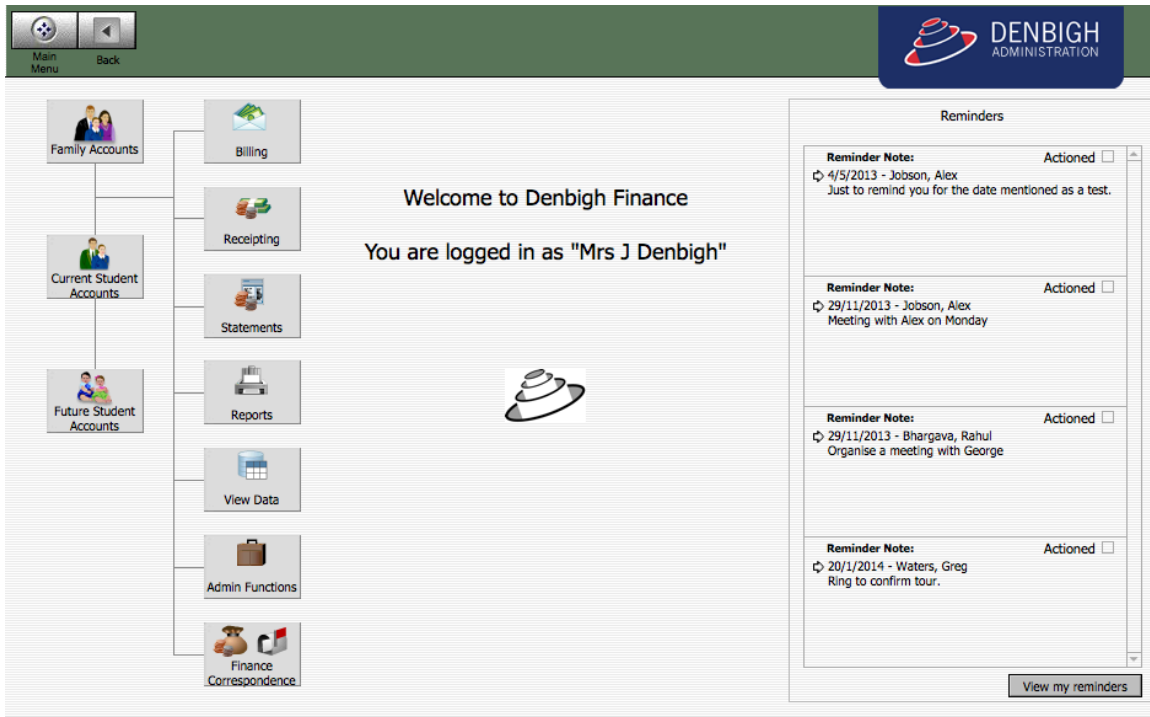 Main
Menu
Back
DENBIGH
ADMINISTRATION
Family Accounts
Current Student
Accounts
Future Student
Accounts
Billing
Receipting
Statements
Reports
View Data
Admin Functions
Finance
Correspondence
Welcome to Denbigh Finance
You are logged in as "Mrs J Denbigh"
Reminders
Reminder Note: Actioned
4/5/2013 - Jobson, Alex
Just to remind you for the date mentioned as a test.
Reminder Note: Actioned
29/11/2013 - Jobson, Alex
Meeting with Alex on Monday
Reminder Note: Actioned
29/11/2013 - Bhargava, Rahul
Organise a meeting with George
Reminder Note: Actioned
20/1/2014 - Waters, Greg
Ring to confirm tour.
View my reminders